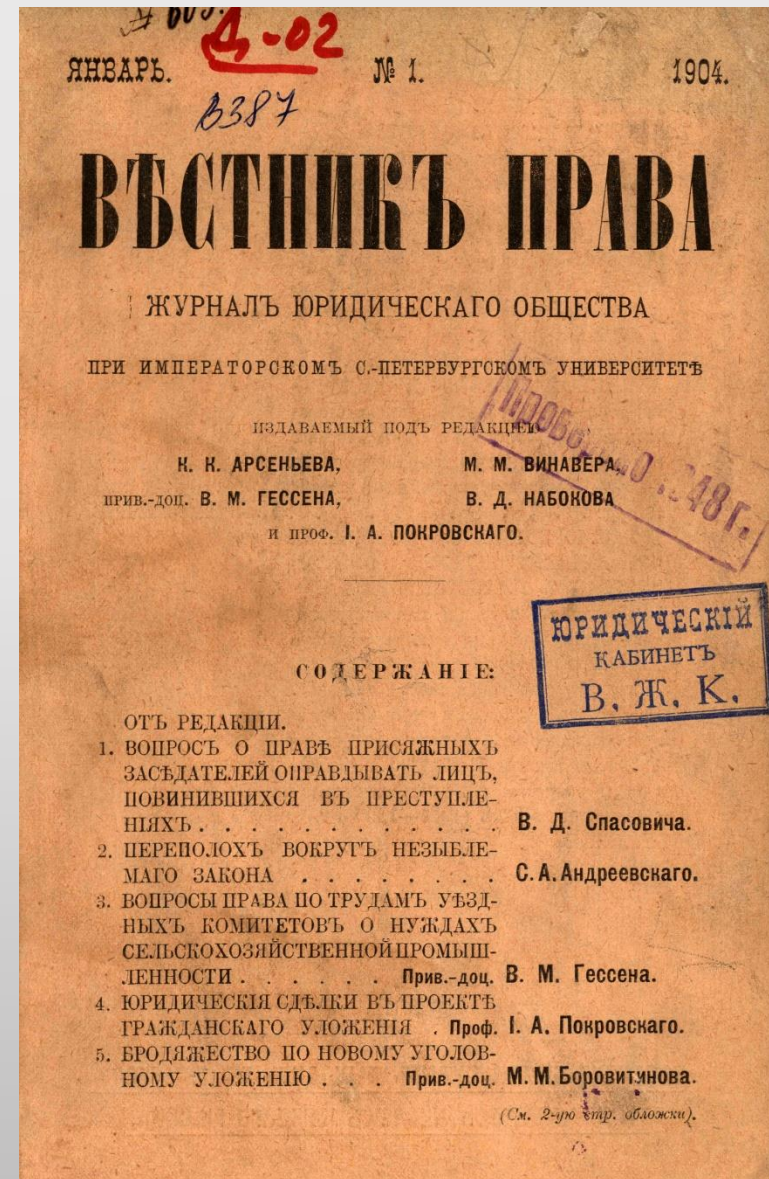 Д-02
ЯНВАРЬ. № 1. 1904.
В387
ВѢСТНИКЪ ПРАВА
ЖУРНАЛЪ ЮРИДИЧЕСКАГО ОБЩЕСТВА
ПРИ ИМПЕРАТОРСКОМЪ С.-ПЕТЕРБУРГСКОМЪ УНИВЕРСИТЕТѢ
ИЗДАВАЕМЫЙ ПОДЪ РЕДАКЦІЕЮ
К. К. АРСЕНЬЕВА, М. М. ВИНАВЕРА,
ПРИВ.-ДОЦ. В. М. ГЕССЕНА, В. Д. НАБОКОВА
И ПРОФ. І. А. ПОКРОВСКАГО.
48 г.
ЮРИДИЧЕСКІЙ
КАБИНЕТЪ
В. Ж. К.
СОДЕРЖАНІЕ:
ОТЪ РЕДАКЦІИ.
1. ВОПРОСЪ О ПРАВѢ ПРИСЯЖНЫХЪ
ЗАСѢДАТЕЛЕЙ ОПРАВДЫВАТЬ ЛИЦЪ,
ПОВИНИВШИХСЯ ВЪ ПРЕСТУПЛЕ-
НІЯХЪ . . . . . . . . . . . . . В. Д. Спасовича.
2. ПЕРЕПОЛОХЪ ВОКРУГЪ НЕЗЫБЛЕ-
МАГО ЗАКОНА . . . . . . . . С. А. Андреевскаго.
3. ВОПРОСЫ ПРАВА ПО ТРУДАМЪ УѢЗД-
НЫХЪ КОМИТЕТОВЪ О НУЖДАХЪ
СЕЛЬСКОХОЗЯЙСТВЕННОЙ ПРОМЫШ-
ЛЕННОСТИ . . . . . . Прив.-доц. В. М. Гессена.
4. ЮРИДИЧЕСКІЯ СДѢЛКИ ВЪ ПРОЕКТѢ
ГРАЖДАНСКАГО УЛОЖЕНІЯ . Проф. І. А. Покровскаго.
5. БРОДЯЖЕСТВО ПО НОВОМУ УГОЛОВ-
НОМУ УЛОЖЕНІЮ . . . Прив.-доц. М. М. Боровитинова.
(См. 2-ую стр. обложки).